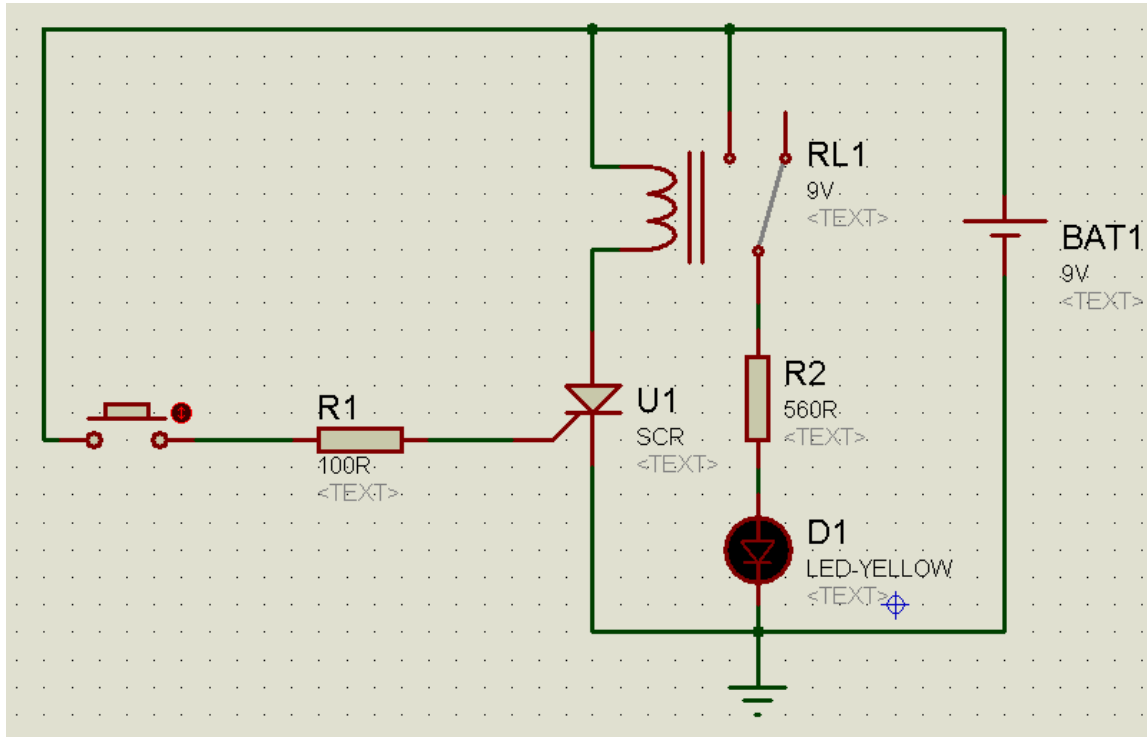 RL1
9V
<TEXT>
BAT1
9V
<TEXT>
R2
560R
<TEXT>
R1
100R
<TEXT>
U1
SCR
<TEXT>
D1
LED-YELLOW
<TEXT>